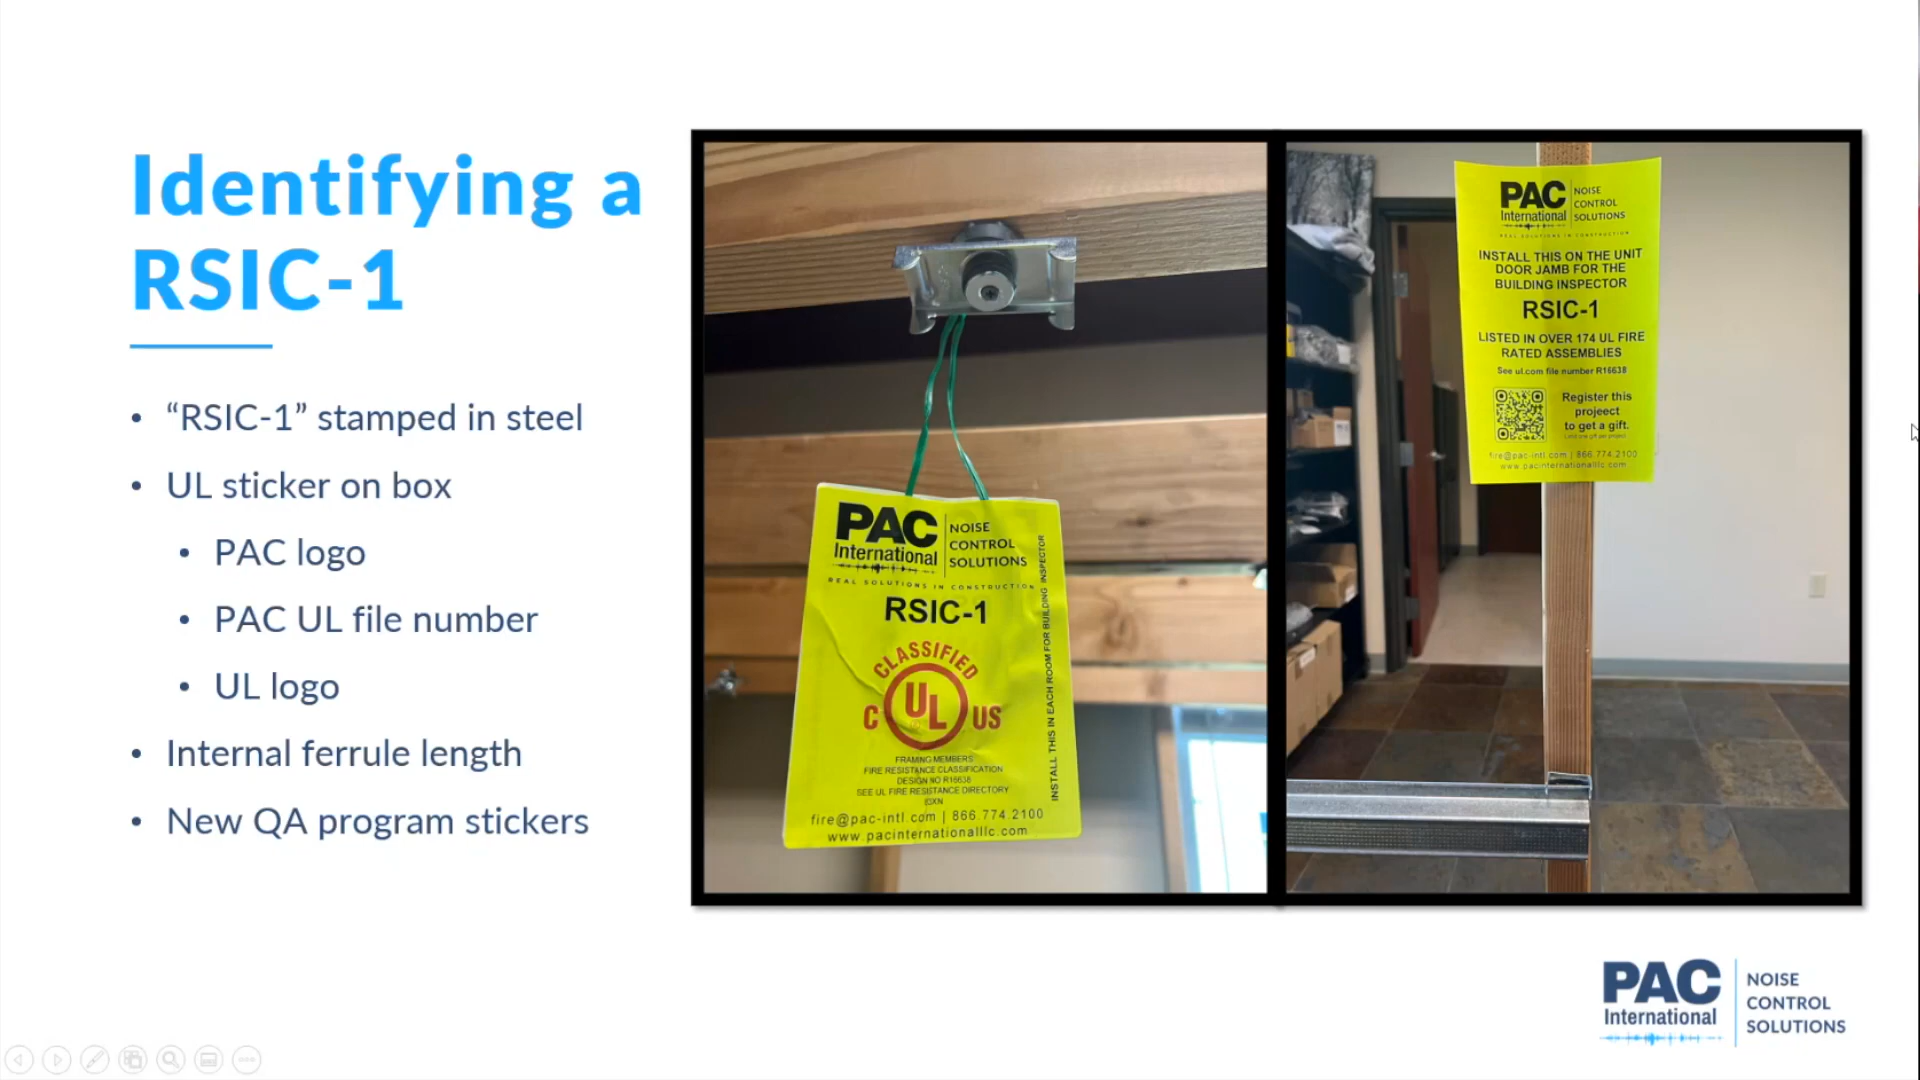 Identifying a
RSIC-1
• “RSIC-1” stamped in steel
• UL sticker on box
• PAC logo
• PAC UL file number
• UL logo
• Internal ferrule length
• New QA program stickers
PAC
International
NOISE
CONTROL
SOLUTIONS
REAL SOLUTIONS IN CONSTRUCTION
RSIC-1
CLASSIFIED
C UL US
FRAMING MEMBERS
FIRE RESISTANCE CLASSIFICATION
DESIGN NO R16638
SEE UL FIRE RESISTANCE DIRECTORY
fire@pac-intl.com | 866.774.2100
www.pacinternationalllc.com
INSTALL THIS IN EACH ROOM FOR BUILDING INSPECTOR
PAC
International
NOISE
CONTROL
SOLUTIONS
REAL SOLUTIONS IN CONSTRUCTION
INSTALL THIS ON THE UNIT
DOOR JAMB FOR THE
BUILDING INSPECTOR
RSIC-1
LISTED IN OVER 174 UL FIRE
RATED ASSEMBLIES
See ul.com file number R16638
Register this
projeect
to get a gift.
fire@pac-intl.com | 866.774.2100
www.pacinternationalllc.com
PAC
International
NOISE
CONTROL
SOLUTIONS